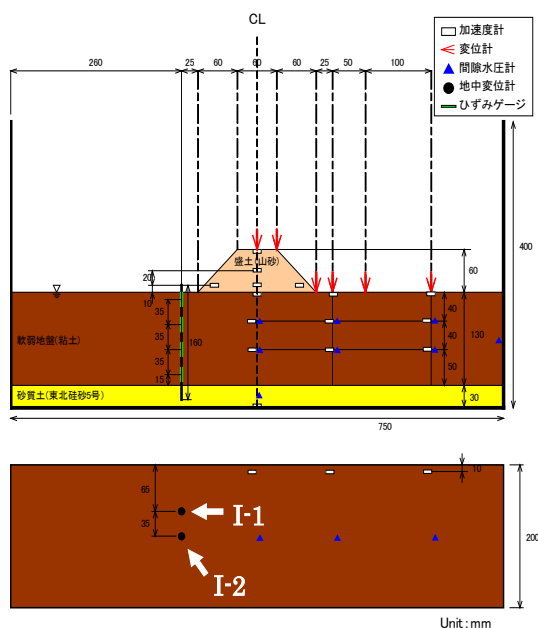 CL
加速度計
変位計
間隙水圧計
地中変位計
ひずみゲージ
260
25
60
60
60
25
50
100
400
盛土(山砂)
20
10
60
35
35
35
15
160
軟弱地盤(粘土)
40
40
50
130
砂質土(東北硅砂5号)
30
750
65
35
I-1
I-2
10
200
Unit : mm